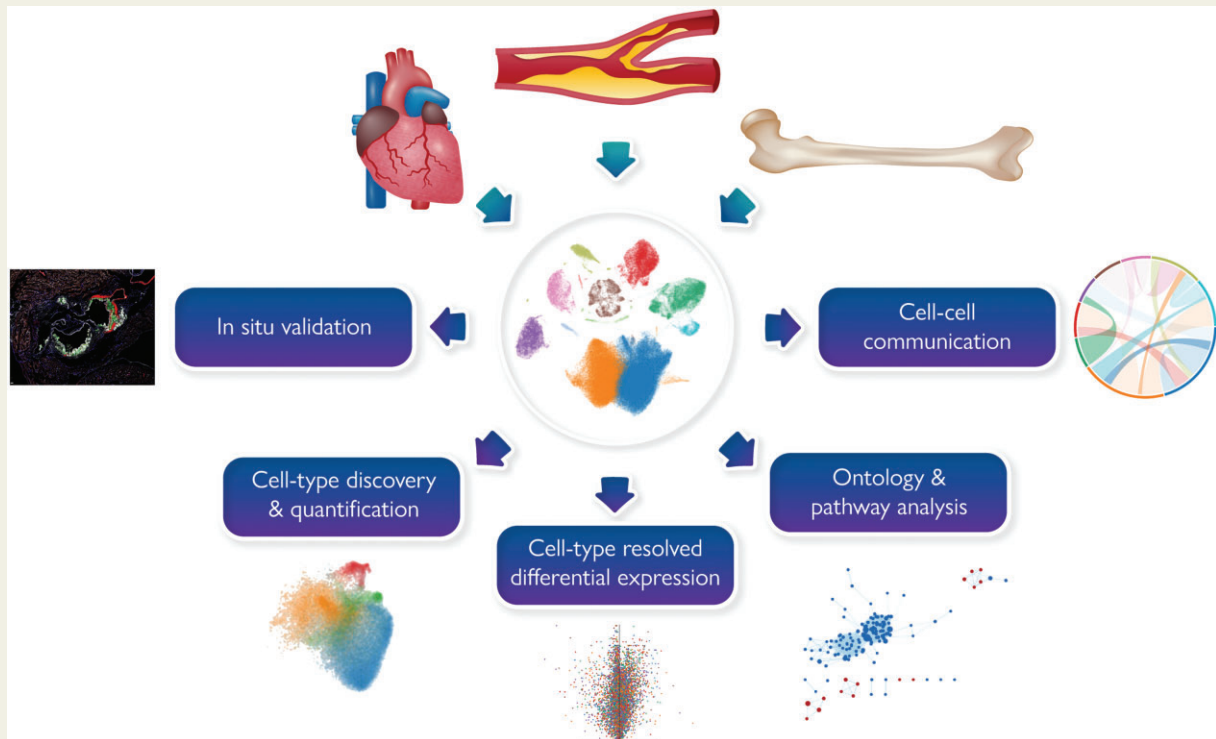 In situ validation
Cell-cell
communication
Cell-type discovery
& quantification
Ontology &
pathway analysis
Cell-type resolved
differential expression